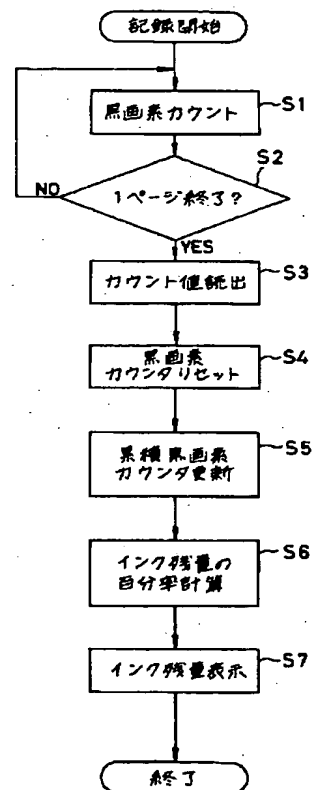 記録開始
黒画素カウント
S1
S2
1ページ終了?
NO
YES
カウント値読出
S3
黒画素
カウンタリセット
S4
累積黒画素
カウンタ更新
S5
インク残量の
百分率計算
S6
インク残量表示
S7
終了